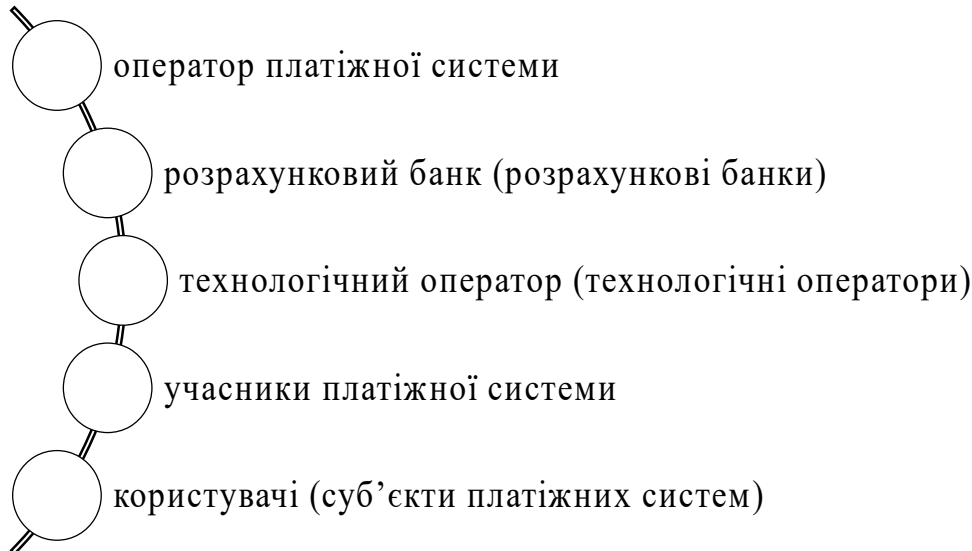 оператор платіжної системи
розрахунковий банк (розрахункові банки)
технологічний оператор (технологічні оператори)
учасники платіжної системи
користувачі (суб’єкти платіжних систем)